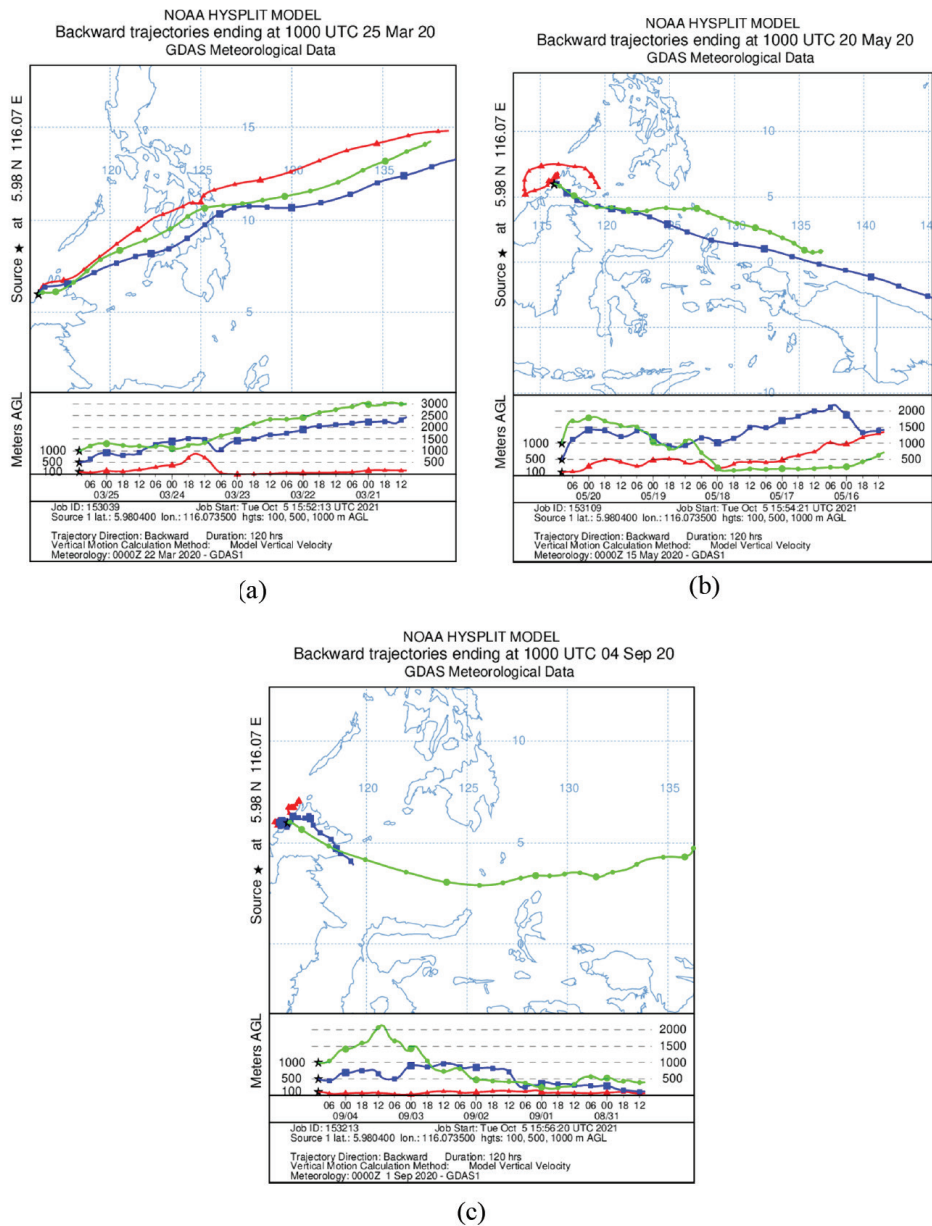 NOAA HYSPLIT MODEL
Backward trajectories ending at 1000 UTC 25 Mar 20
GDAS Meteorological Data
Source ★ at 5.98 N 116.07 E
15
120 125 130 135
10
5
Meters AGL
3000
2500
2000
1500
1000 1000
500 500
100
06 00 18 12 06 00 18 12 06 00 18 12 06 00 18 12 06 00 18 12
03/25 03/24 03/23 03/22 03/21
Job ID: 153039 Job Start: Tue Oct 5 15:52:13 UTC 2021
Source 1 lat.: 5.980400 lon.: 116.073500 hgts: 100, 500, 1000 m AGL
Trajectory Direction: Backward Duration: 120 hrs
Vertical Motion Calculation Method: Model Vertical Velocity
Meteorology: 0000Z 22 Mar 2020 - GDAS1
(a)
NOAA HYSPLIT MODEL
Backward trajectories ending at 1000 UTC 20 May 20
GDAS Meteorological Data
Source ★ at 5.98 N 116.07 E
10
5
115 120 125 130 135 140 14
5
10
Meters AGL
2000
1500
1000 1000
500 500
100
06 00 18 12 06 00 18 12 06 00 18 12 06 00 18 12 06 00 18 12
05/20 05/19 05/18 05/17 05/16
Job ID: 153109 Job Start: Tue Oct 5 15:54:21 UTC 2021
Source 1 lat.: 5.980400 lon.: 116.073500 hgts: 100, 500, 1000 m AGL
Trajectory Direction: Backward Duration: 120 hrs
Vertical Motion Calculation Method: Model Vertical Velocity
Meteorology: 0000Z 15 May 2020 - GDAS1
(b)
NOAA HYSPLIT MODEL
Backward trajectories ending at 1000 UTC 04 Sep 20
GDAS Meteorological Data
Source ★ at 5.98 N 116.07 E
10
120 125 130 135
5
Meters AGL
2000
1500
1000 1000
500 500
100
06 00 18 12 06 00 18 12 06 00 18 12 06 00 18 12 06 00 18 12
09/04 09/03 09/02 09/01 08/31
Job ID: 153213 Job Start: Tue Oct 5 15:56:20 UTC 2021
Source 1 lat.: 5.980400 lon.: 116.073500 hgts: 100, 500, 1000 m AGL
Trajectory Direction: Backward Duration: 120 hrs
Vertical Motion Calculation Method: Model Vertical Velocity
Meteorology: 0000Z 1 Sep 2020 - GDAS1
(c)